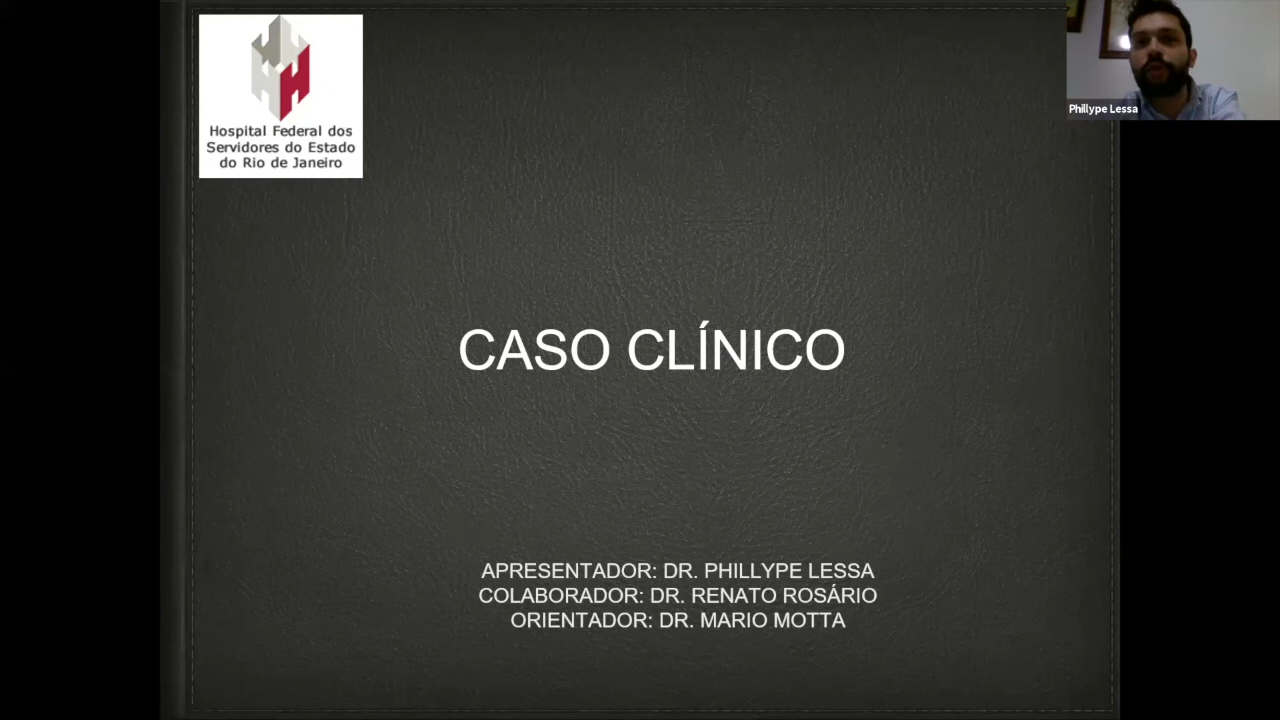 Hospital Federal dos
Servidores do Estado
do Rio de Janeiro
Phillype Lessa
CASO CLÍNICO
APRESENTADOR: DR. PHILLYPE LESSA
COLABORADOR: DR. RENATO ROSÁRIO
ORIENTADOR: DR. MARIO MOTTA